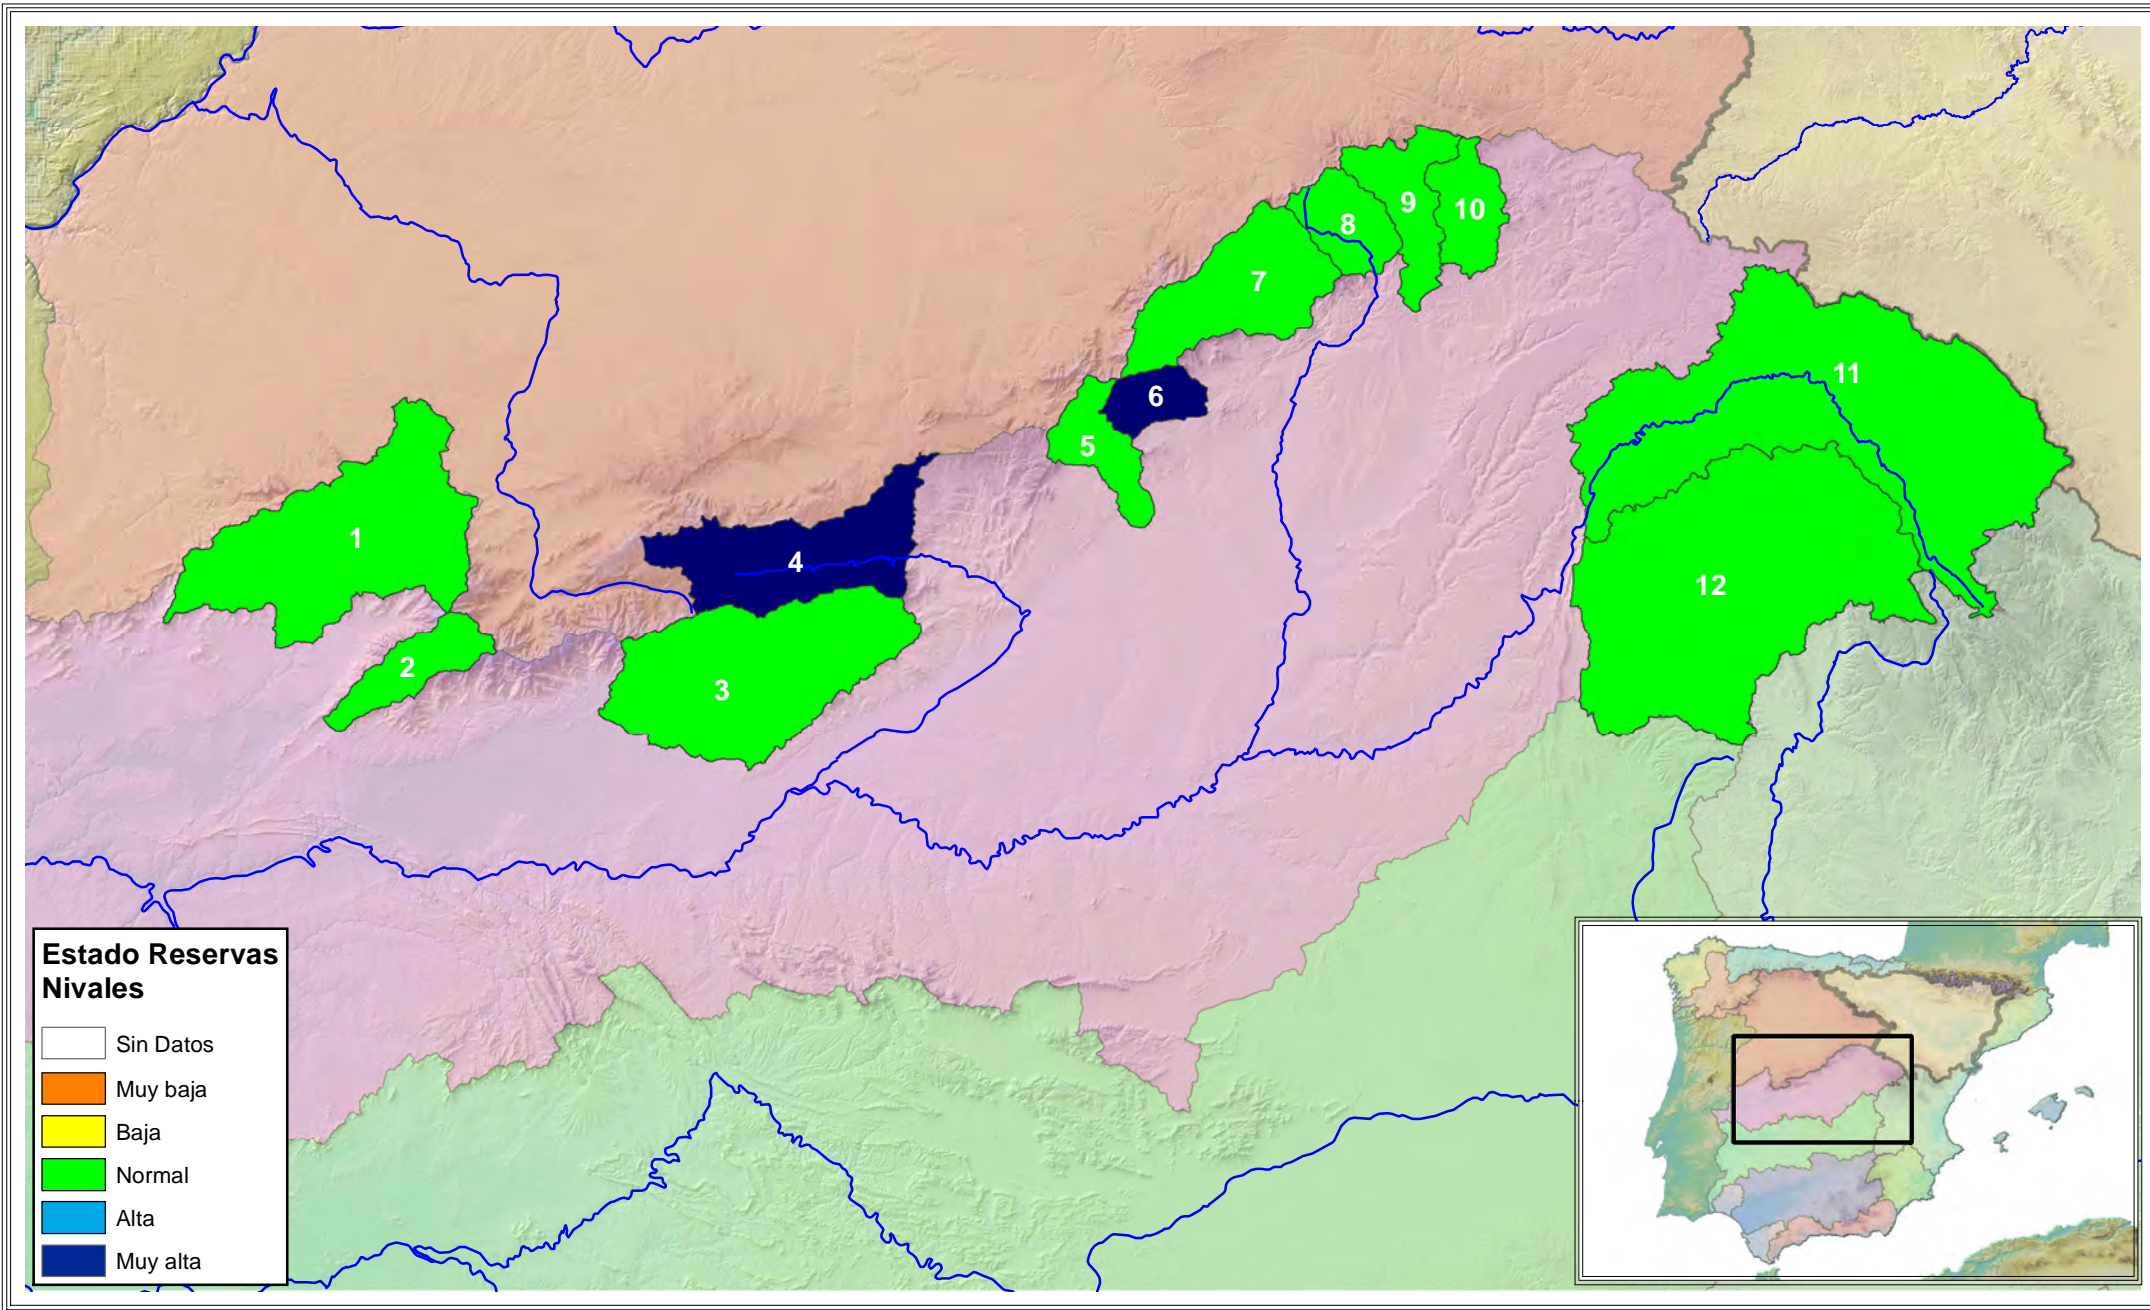 9
10
8
7
11
6
5
1
4
12
2
3
Estado Reservas
Nivales
Sin Datos
Muy baja
Baja
Normal
Alta
Muy alta